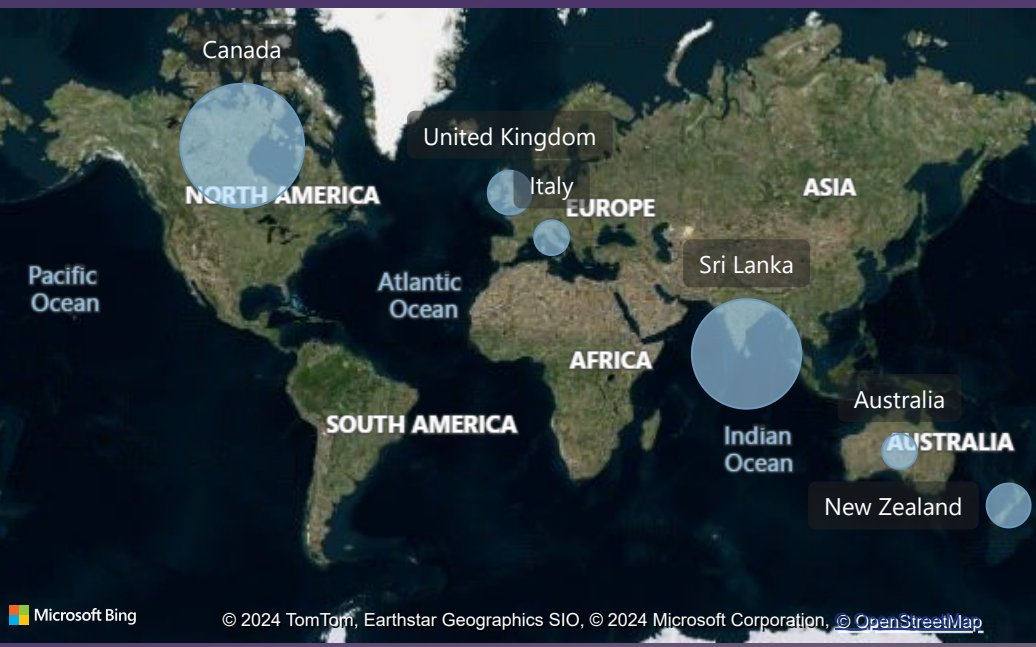 Canada
United Kingdom
Italy
NORTH AMERICA
EUROPE
ASIA
Sri Lanka
Pacific
Ocean
Atlantic
Ocean
AFRICA
Australia
SOUTH AMERICA
Indian
Ocean
AUSTRALIA
New Zealand
Microsoft Bing
© 2024 TomTom, Earthstar Geographics SIO, © 2024 Microsoft Corporation, © OpenStreetMap